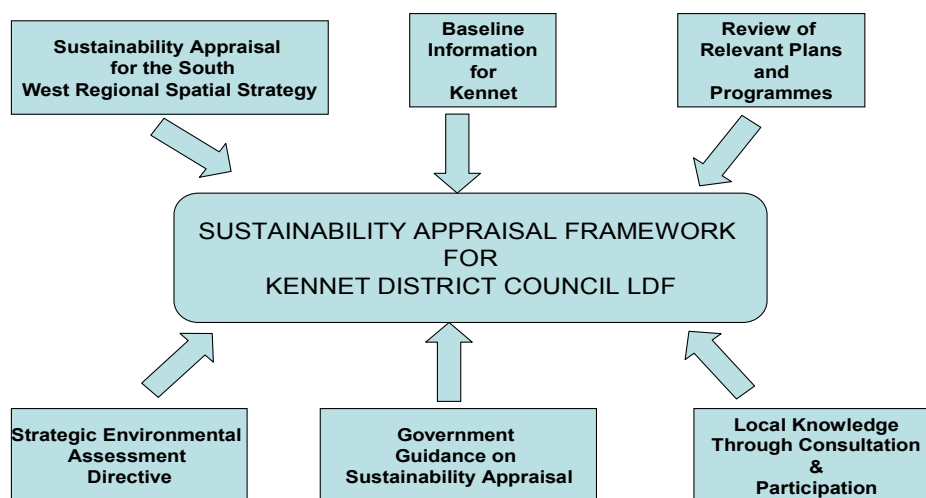 Sustainability Appraisal
for the South
West Regional Spatial Strategy
Baseline
Information
for
Kennet
Review of
Relevant Plans
and
Programmes
SUSTAINABILITY APPRAISAL FRAMEWORK
FOR
KENNET DISTRICT COUNCIL LDF
Strategic Environmental
Assessment
Directive
Government
Guidance on
Sustainability Appraisal
Local Knowledge
Through Consultation
&
Participation